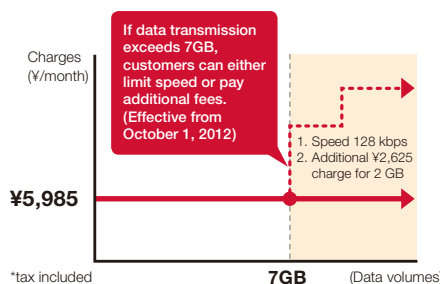 If data transmission
exceeds 7GB,
customers can either
limit speed or pay
additional fees.
(Effective from
October 1, 2012)
Charges
(¥/month)
1. Speed 128 kbps
2. Additional ¥2,625
charge for 2 GB
¥5,985
*tax included
7GB
(Data volumes)